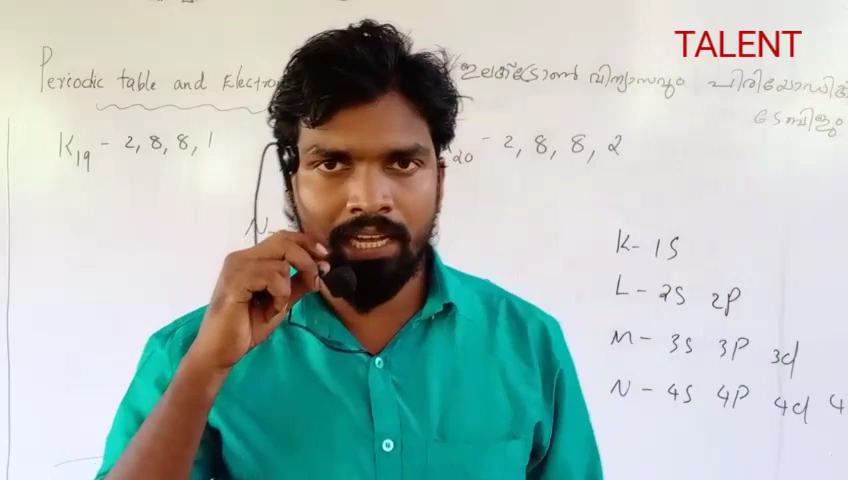 TALENT
Periodic table and Electro
ഇലക്ട്രോൺ വിന്യാസവും പിരിയോഡിക്
ടേബിളും
K19 - 2, 8, 8, 1
20 - 2, 8, 8, 2
N-
K- 1S
L- 2S 2P
M- 3S 3P 3d
N- 4S 4P 4d 4